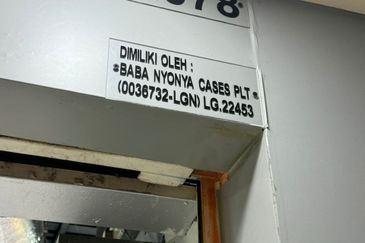 DIMILIKI OLEH :
*BABA NYONYA CASES PLT*
(0036732-LGN) LG.22453